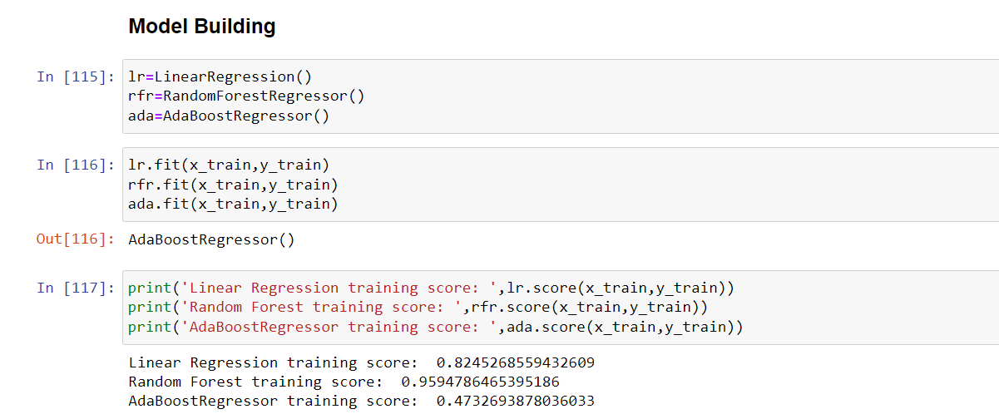 Model Building
In [115]: lr=LinearRegression()
rfr=RandomForestRegressor()
ada=AdaBoostRegressor()
In [116]: lr.fit(x_train,y_train)
rfr.fit(x_train,y_train)
ada.fit(x_train,y_train)
Out[116]: AdaBoostRegressor()
In [117]: print('Linear Regression training score: ',lr.score(x_train,y_train))
print('Random Forest training score: ',rfr.score(x_train,y_train))
print('AdaBoostRegressor training score: ',ada.score(x_train,y_train))
Linear Regression training score:  0.8245268559432609
Random Forest training score:  0.9594786465395186
AdaBoostRegressor training score:  0.4732693878036033